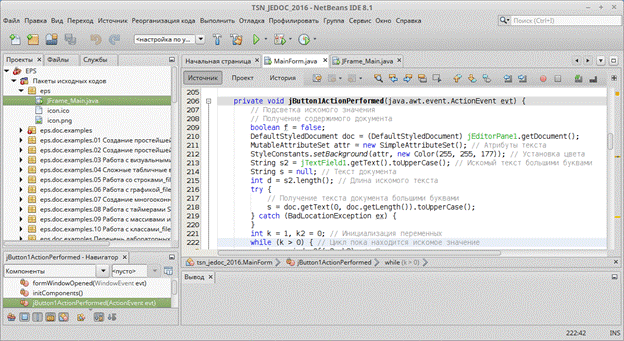 TSN_JEDOC_2016 - NetBeans IDE 8.1
Файл Правка Вид Переход Источник Реорганизация кода Выполнить Отладка Профилировать Группа Сервис Окно Справка
Поиск (Ctrl+I)
<настройка по у...
Проекты Файлы Службы
EPS
Пакеты исходных кодов
eps
JFrame_Main.java
icon.ico
icon.png
eps.doc.examples
eps.doc.examples.01 Создание простейшей
eps.doc.examples.02 Создание простейше
eps.doc.examples.03 Работа с визуальными
eps.doc.examples.04 Сложные табличные в
eps.doc.examples.05 Работа со строками_fil
eps.doc.examples.06 Работа с графикой_file
eps.doc.examples.07 Создание многооконн
eps.doc.examples.08 Работа с таймерами S
eps.doc.examples.09 Работа с массивами и
eps.doc.examples.10 Работа с
jButton1ActionPerformed - Навигатор
Компоненты <пусто>
formWindowOpened(WindowEvent evt)
initComponents()
jButton1ActionPerformed(ActionEvent evt)
Начальная страница MainForm.java JFrame_Main.java
Источник Проект История
205
206 private void jButton1ActionPerformed(java.awt.event.ActionEvent evt) {
207 // Подсветка искомого значения
208 // Получение содержимого документа
209 boolean f = false;
210 DefaultStyledDocument doc = (DefaultStyledDocument) jEditorPane1.getDocument();
211 MutableAttributeSet attr = new SimpleAttributeSet(); // Атрибуты текста
212 StyleConstants.setBackground(attr, new Color(255, 255, 177)); // Установка цвета
213 String s2 = jTextField1.getText().toUpperCase(); // Искомый текст большими буквами
214 String s = null; // Текст документа
215 int d = s2.length(); // Длина искомого текста
216 try {
217 // Получение текста документа большими буквами
218 s = doc.getText(0, doc.getLength()).toUpperCase();
219 } catch (BadLocationException ex) {
220 }
221 int k = 1, k2 = 0; // Инициализация переменных
222 while (k > 0) { // Цикл пока находится искомое значение
tsn_jedoc_2016.MainForm jButton1ActionPerformed while (k > 0)
Вывод
222:42 INS